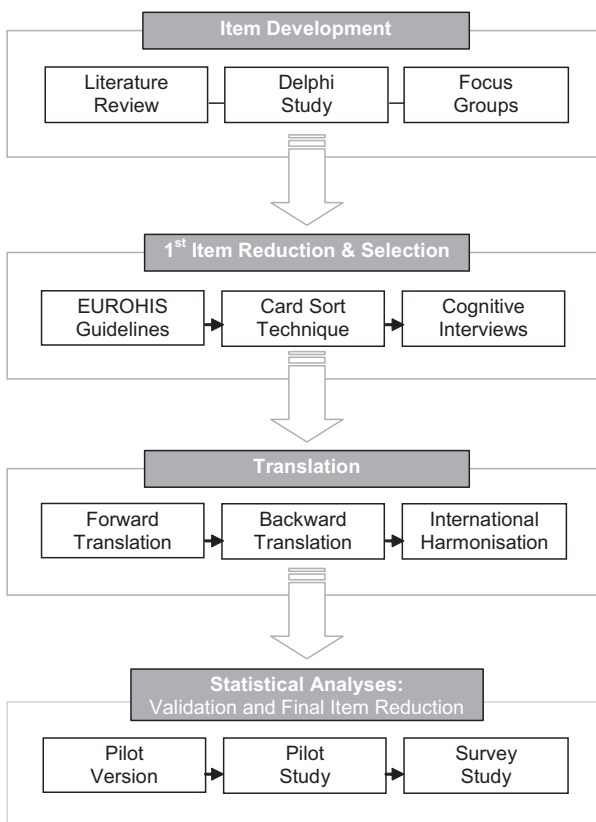 Item Development
Literature
Review
Delphi
Study
Focus
Groups
1st Item Reduction & Selection
EUROHIS
Guidelines
Card Sort
Technique
Cognitive
Interviews
Translation
Forward
Translation
Backward
Translation
International
Harmonisation
Statistical Analyses:
Validation and Final Item Reduction
Pilot
Version
Pilot
Study
Survey
Study